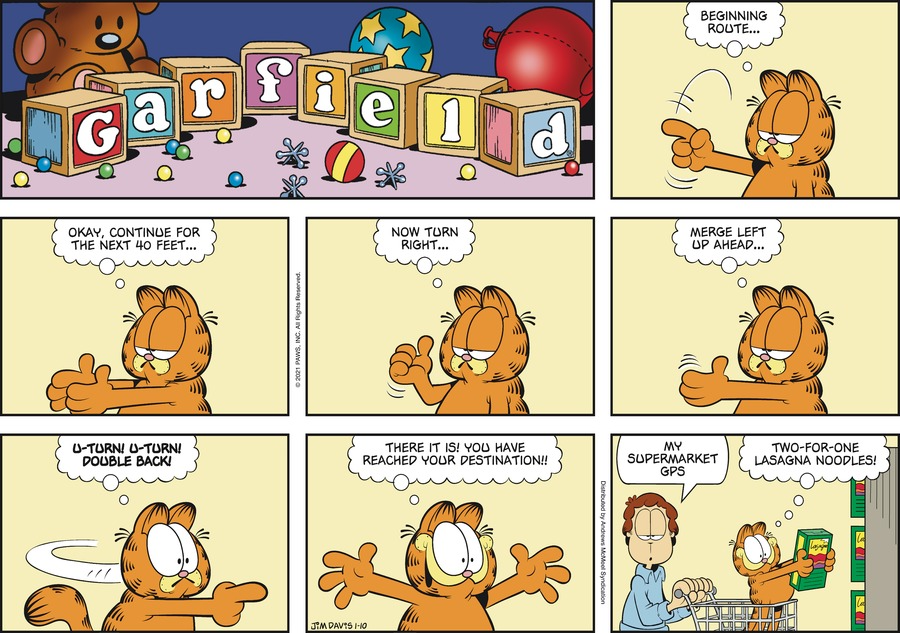 Garfield
BEGINNING
ROUTE...
OKAY, CONTINUE FOR
THE NEXT 40 FEET...
© 2021 PAWS, INC. All Rights Reserved.
NOW TURN
RIGHT...
MERGE LEFT
UP AHEAD...
U-TURN! U-TURN!
DOUBLE BACK!
THERE IT IS! YOU HAVE
REACHED YOUR DESTINATION!!
JIM DAVIS 1-10
Distributed by Andrews McMeel Syndication
MY
SUPERMARKET
GPS
TWO-FOR-ONE
LASAGNA NOODLES!